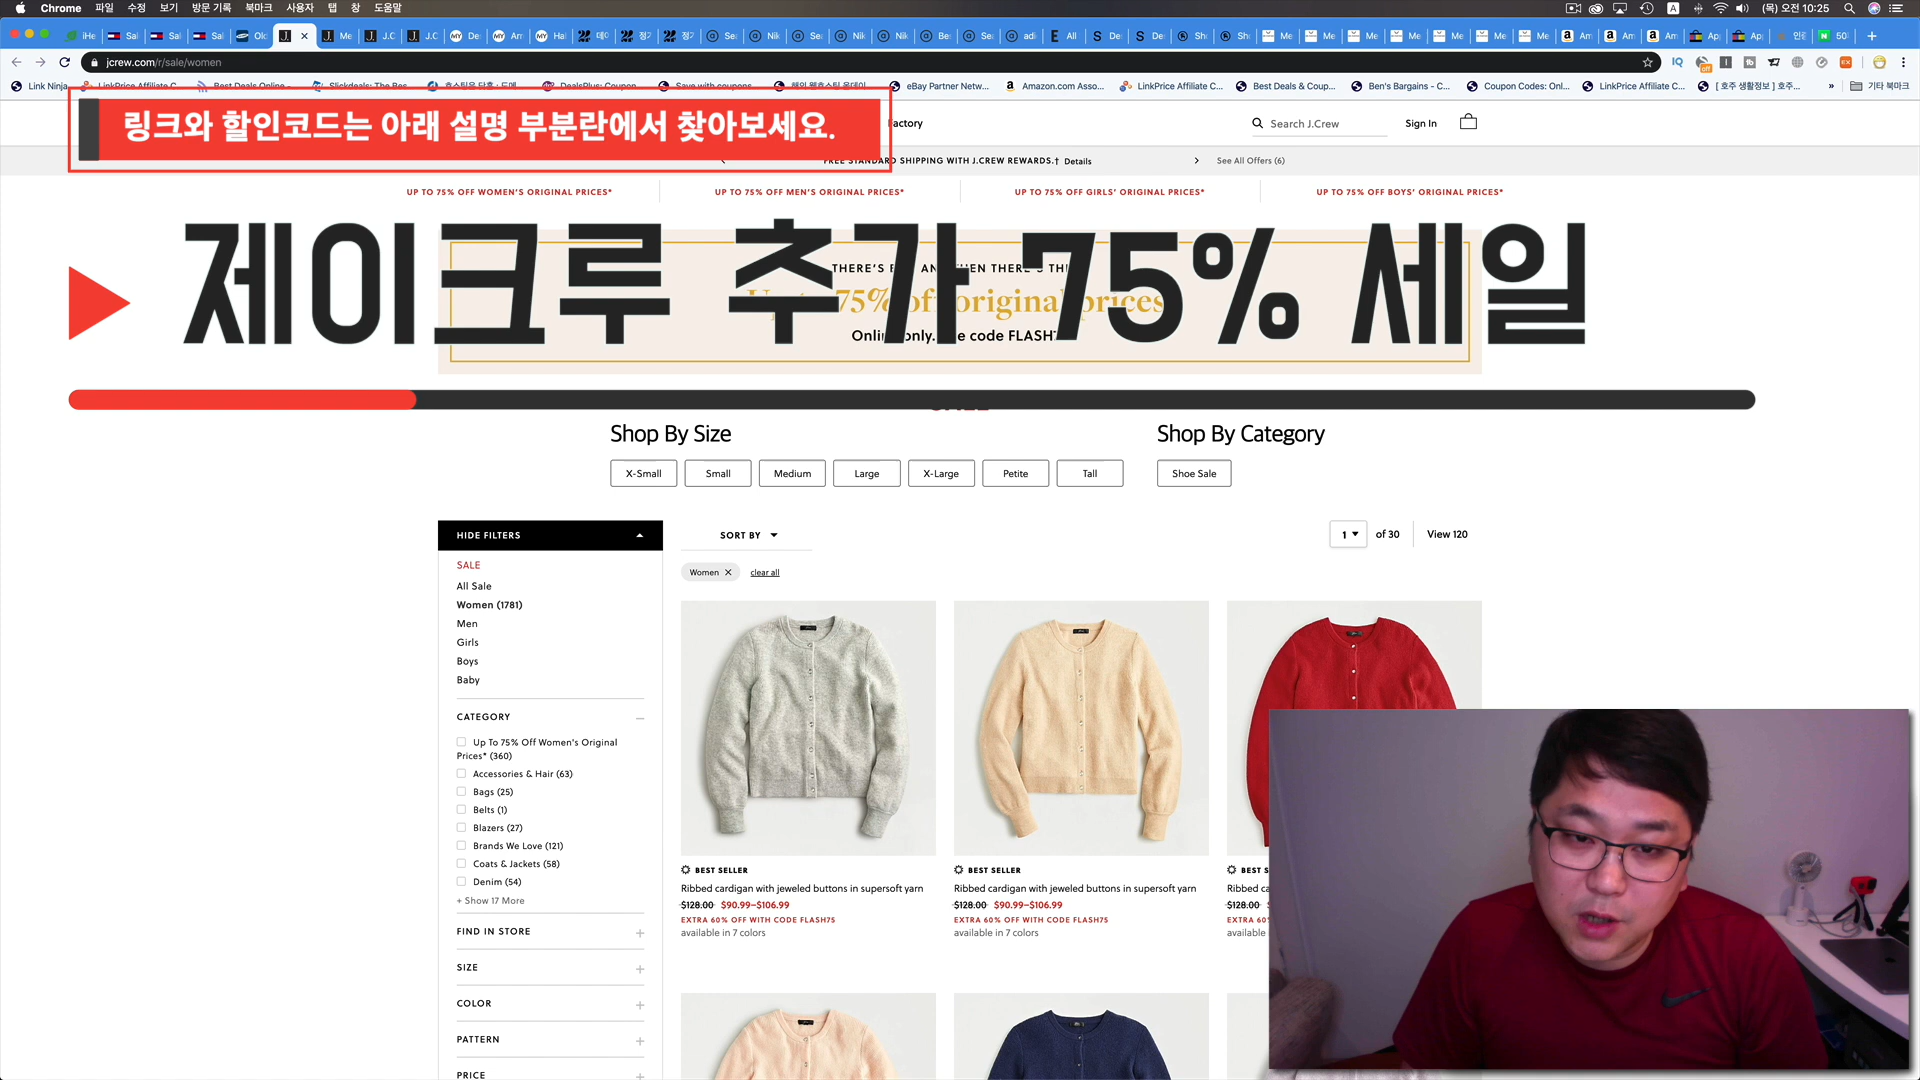 Chrome 파일 수정 보기 방문 기록 북마크 사용자 탭 창 도움말
(목) 오전 10:25
jcrew.com/r/sale/women
Link Ninja
LinkPrice Affiliate C...
Best Deals Online
Slickdeals: The Bes...
DealsPlus: Coupon
Save with coupons
eBay Partner Netw...
Amazon.com Asso...
LinkPrice Affiliate C...
Best Deals & Coup...
Ben's Bargains - C...
Coupon Codes: Onl...
LinkPrice Affiliate C...
[ 호주 생활정보 ] 호주...
기타 북마크
링크와 할인코드는 아래 설명 부분란에서 찾아보세요.
Factory
Search J.Crew
Sign In
FREE STANDARD SHIPPING WITH J.CREW REWARDS.† Details
See All Offers (6)
UP TO 75% OFF WOMEN'S ORIGINAL PRICES*
UP TO 75% OFF MEN'S ORIGINAL PRICES*
UP TO 75% OFF GIRLS' ORIGINAL PRICES*
UP TO 75% OFF BOYS' ORIGINAL PRICES*
제이크루 추가 75% 세일
Shop By Size
X-Small
Small
Medium
Large
X-Large
Petite
Tall
Shop By Category
Shoe Sale
HIDE FILTERS
SALE
All Sale
Women (1781)
Men
Girls
Boys
Baby
CATEGORY
Up To 75% Off Women's Original
Prices* (360)
Accessories & Hair (63)
Bags (25)
Belts (1)
Blazers (27)
Brands We Love (121)
Coats & Jackets (58)
Denim (54)
+ Show 17 More
FIND IN STORE
SIZE
COLOR
PATTERN
PRICE
SORT BY
1 of 30
View 120
Women
clear all
BEST SELLER
Ribbed cardigan with jeweled buttons in supersoft yarn
$128.00 $90.99–$106.99
EXTRA 60% OFF WITH CODE FLASH75
available in 7 colors
BEST SELLER
Ribbed cardigan with jeweled buttons in supersoft yarn
$128.00 $90.99–$106.99
EXTRA 60% OFF WITH CODE FLASH75
available in 7 colors
BEST S
Ribbed ca
$128.00
EXTRA 60%
available